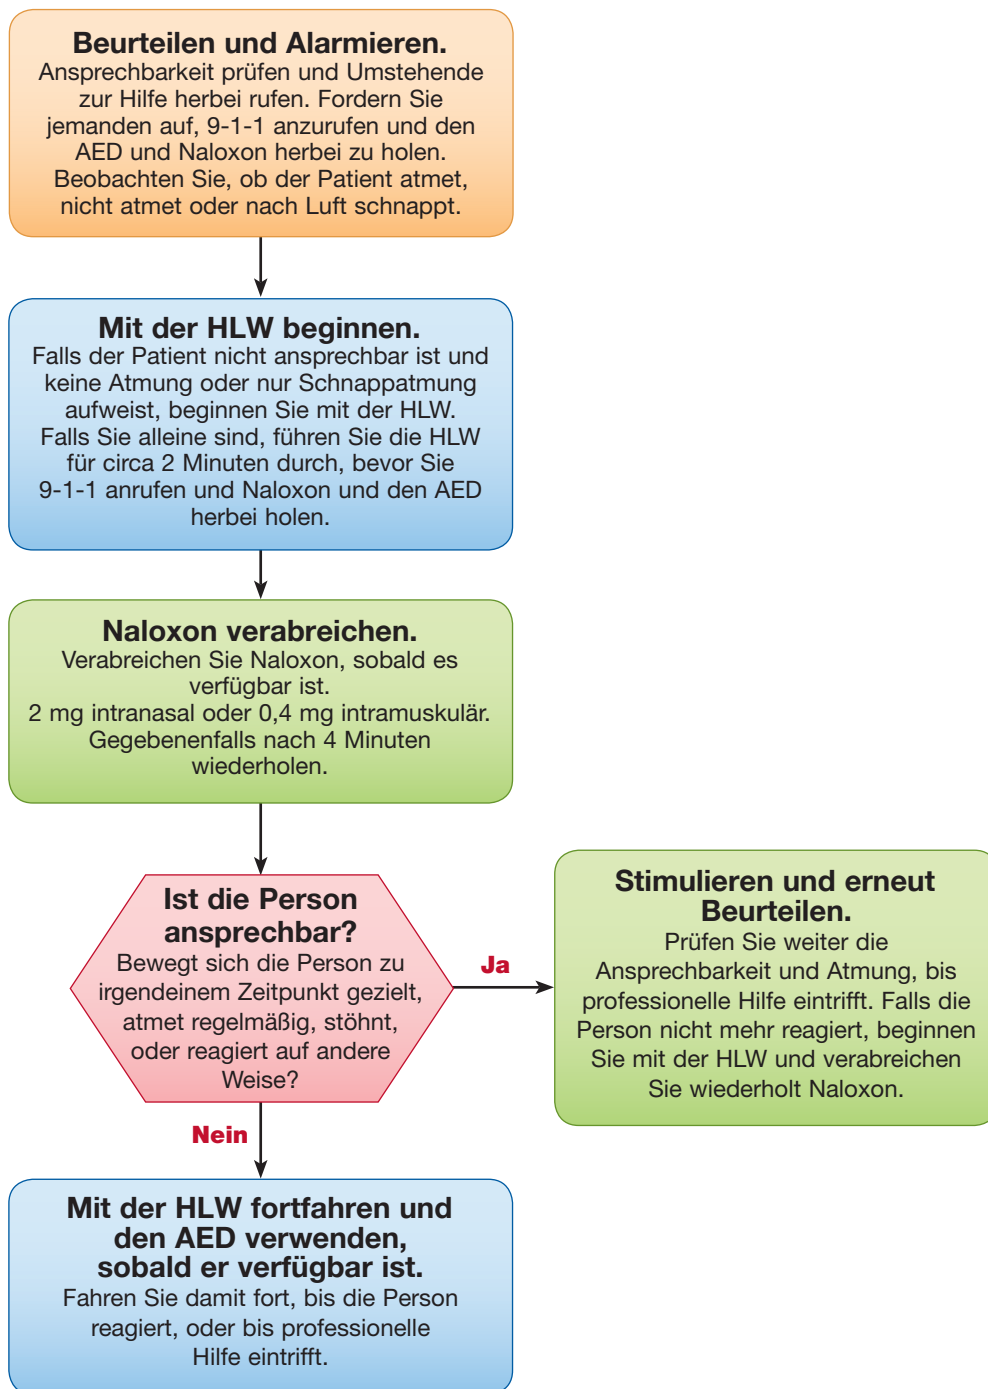 Beurteilen und Alarmieren.
Ansprechbarkeit prüfen und Umstehende
zur Hilfe herbei rufen. Fordern Sie
jemanden auf, 9-1-1 anzurufen und den
AED und Naloxon herbei zu holen.
Beobachten Sie, ob der Patient atmet,
nicht atmet oder nach Luft schnappt.
Mit der HLW beginnen.
Falls der Patient nicht ansprechbar ist und
keine Atmung oder nur Schnappatmung
aufweist, beginnen Sie mit der HLW.
Falls Sie alleine sind, führen Sie die HLW
für circa 2 Minuten durch, bevor Sie
9-1-1 anrufen und Naloxon und den AED
herbei holen.
Naloxon verabreichen.
Verabreichen Sie Naloxon, sobald es
verfügbar ist.
2 mg intranasal oder 0,4 mg intramuskulär.
Gegebenenfalls nach 4 Minuten
wiederholen.
Ist die Person
ansprechbar?
Bewegt sich die Person zu
irgendeinem Zeitpunkt gezielt,
atmet regelmäßig, stöhnt,
oder reagiert auf andere
Weise?
Ja
Stimulieren und erneut
Beurteilen.
Prüfen Sie weiter die
Ansprechbarkeit und Atmung, bis
professionelle Hilfe eintrifft. Falls die
Person nicht mehr reagiert, beginnen
Sie mit der HLW und verabreichen
Sie wiederholt Naloxon.
Nein
Mit der HLW fortfahren und
den AED verwenden,
sobald er verfügbar ist.
Fahren Sie damit fort, bis die Person
reagiert, oder bis professionelle
Hilfe eintrifft.